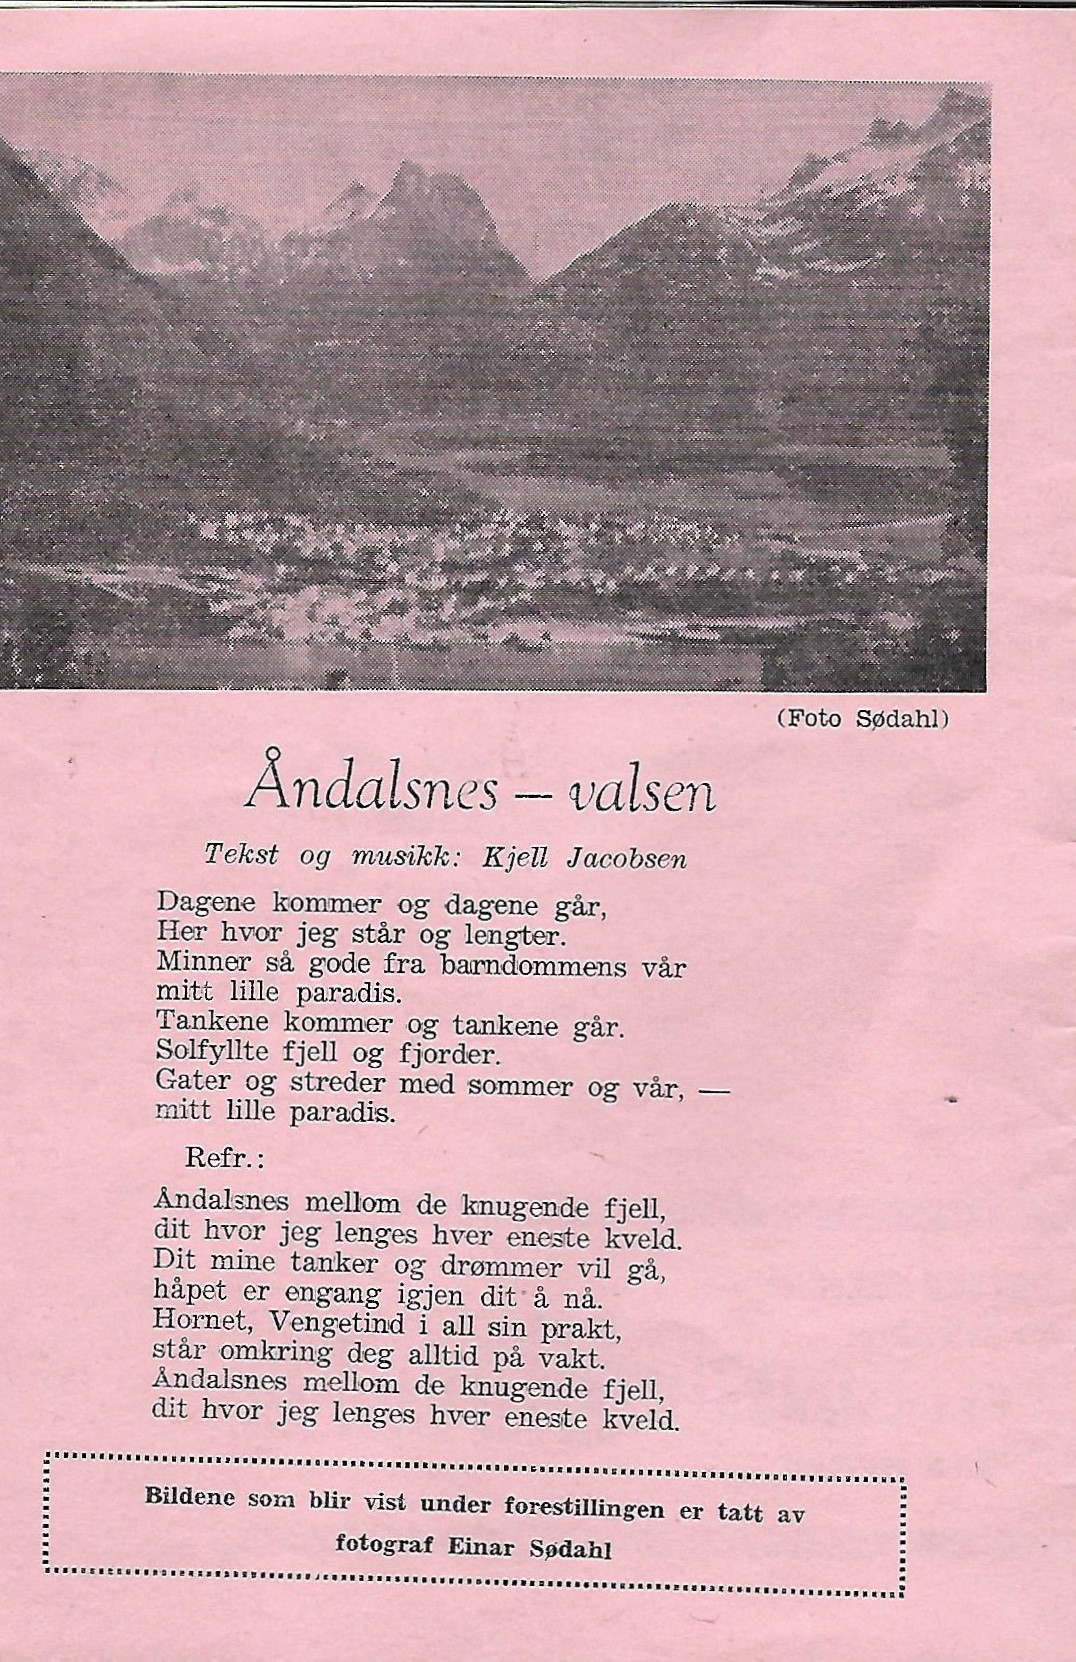 (Foto Sødahl)
Åndalsnes — valsen
Tekst og musikk: Kjell Jacobsen
Dagene kommer og dagene går,
Her hvor jeg står og lengter.
Minner så gode fra barndommens vår
mitt lille paradis.
Tankene kommer og tankene går.
Solfyllte fjell og fjorder.
Gater og streder med sommer og vår, —
mitt lille paradis.
Refr.:
Åndalsnes mellom de knugende fjell,
dit hvor jeg lenges hver eneste kveld.
Dit mine tanker og drømmer vil gå,
håpet er engang igjen dit å nå.
Hornet, Vengetind i all sin prakt,
står omkring deg alltid på vakt.
Åndalsnes mellom de knugende fjell,
dit hvor jeg lenges hver eneste kveld.
Bildene som blir vist under forestillingen er tatt av
fotograf Einar Sødahl